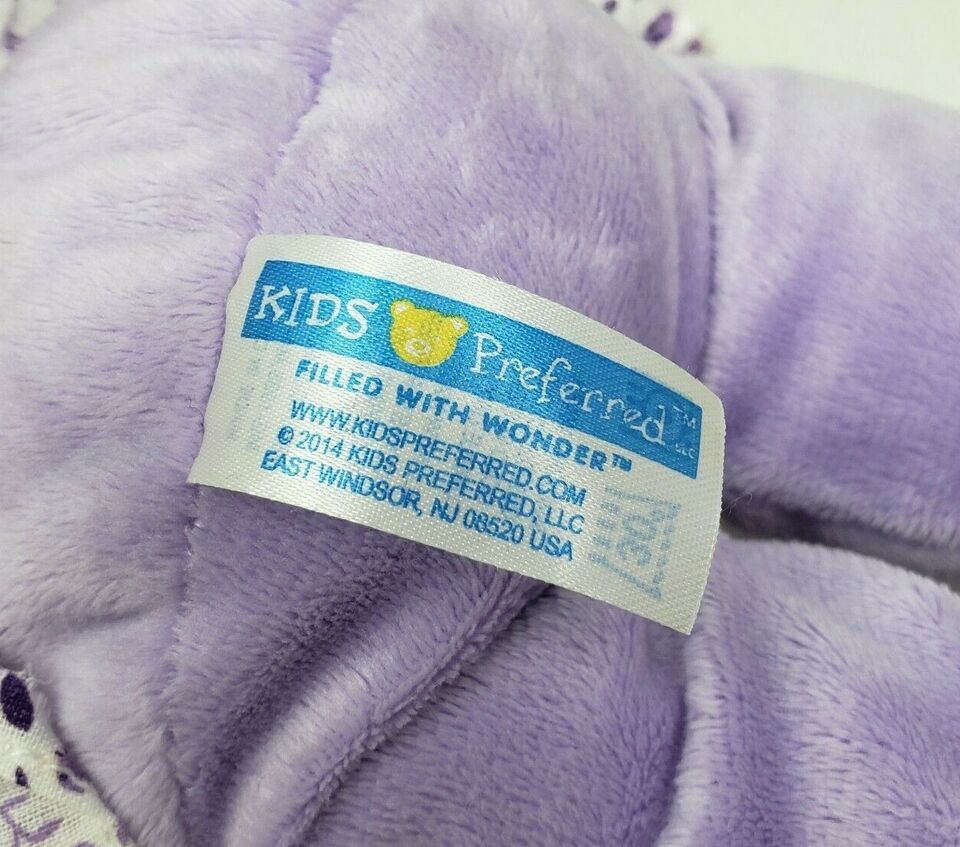 KIDS Preferred™ LLC
FILLED WITH WONDER™
WWW.KIDSPREFERRED.COM
© 2014 KIDS PREFERRED, LLC
EAST WINDSOR, NJ 08520 USA